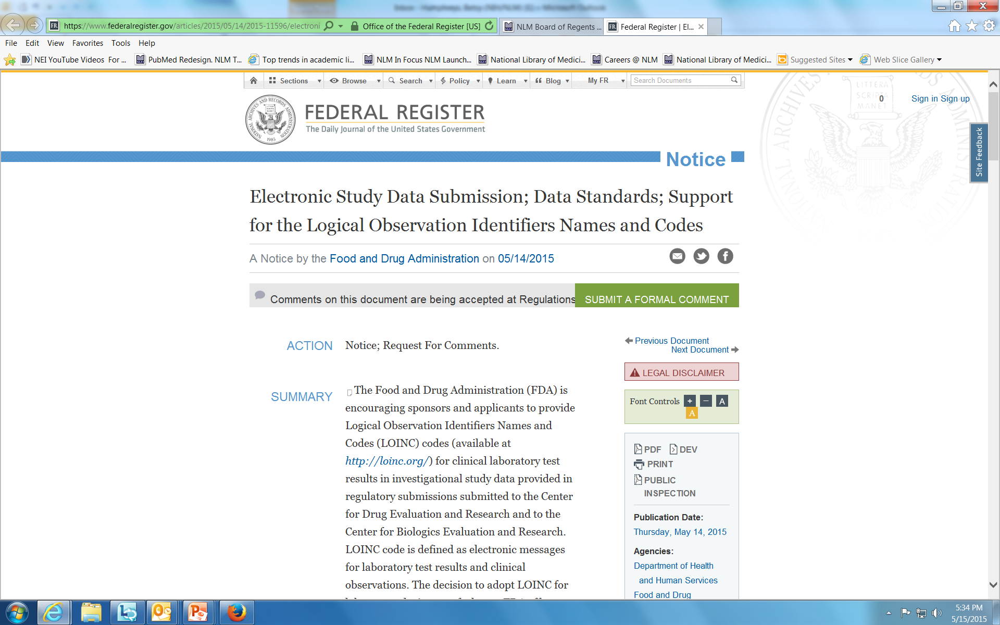 https://www.federalregister.gov/articles/2015/05/14/2015-11596/electroni
Office of the Federal Register [US]
NLM Board of Regents ...
Federal Register | El...
File Edit View Favorites Tools Help
NEI YouTube Videos For ...
PubMed Redesign. NLM T...
Top trends in academic li...
NLM In Focus NLM Launch...
National Library of Medici...
Careers @ NLM
National Library of Medici...
Suggested Sites
Web Slice Gallery
Sections Browse Search Policy Learn Blog My FR Search Documents
LITTERA
SCRIPTA
MANET
0
Sign in Sign up
NATIONAL ARCHIVES AND RECORDS ADMINISTRATION
1985
FEDERAL REGISTER
The Daily Journal of the United States Government
Site Feedback
Notice
Electronic Study Data Submission; Data Standards; Support
for the Logical Observation Identifiers Names and Codes
A Notice by the Food and Drug Administration on 05/14/2015
Comments on this document are being accepted at Regulations
SUBMIT A FORMAL COMMENT
ACTION
Notice; Request For Comments.
SUMMARY
The Food and Drug Administration (FDA) is
encouraging sponsors and applicants to provide
Logical Observation Identifiers Names and
Codes (LOINC) codes (available at
http://loinc.org/) for clinical laboratory test
results in investigational study data provided in
regulatory submissions submitted to the Center
for Drug Evaluation and Research and to the
Center for Biologics Evaluation and Research.
LOINC code is defined as electronic messages
for laboratory test results and clinical
observations. The decision to adopt LOINC for
Previous Document
Next Document
LEGAL DISCLAIMER
Font Controls + – A
A
PDF DEV
PRINT
PUBLIC
INSPECTION
Publication Date:
Thursday, May 14, 2015
Agencies:
Department of Health
and Human Services
Food and Drug
5:34 PM
5/15/2015